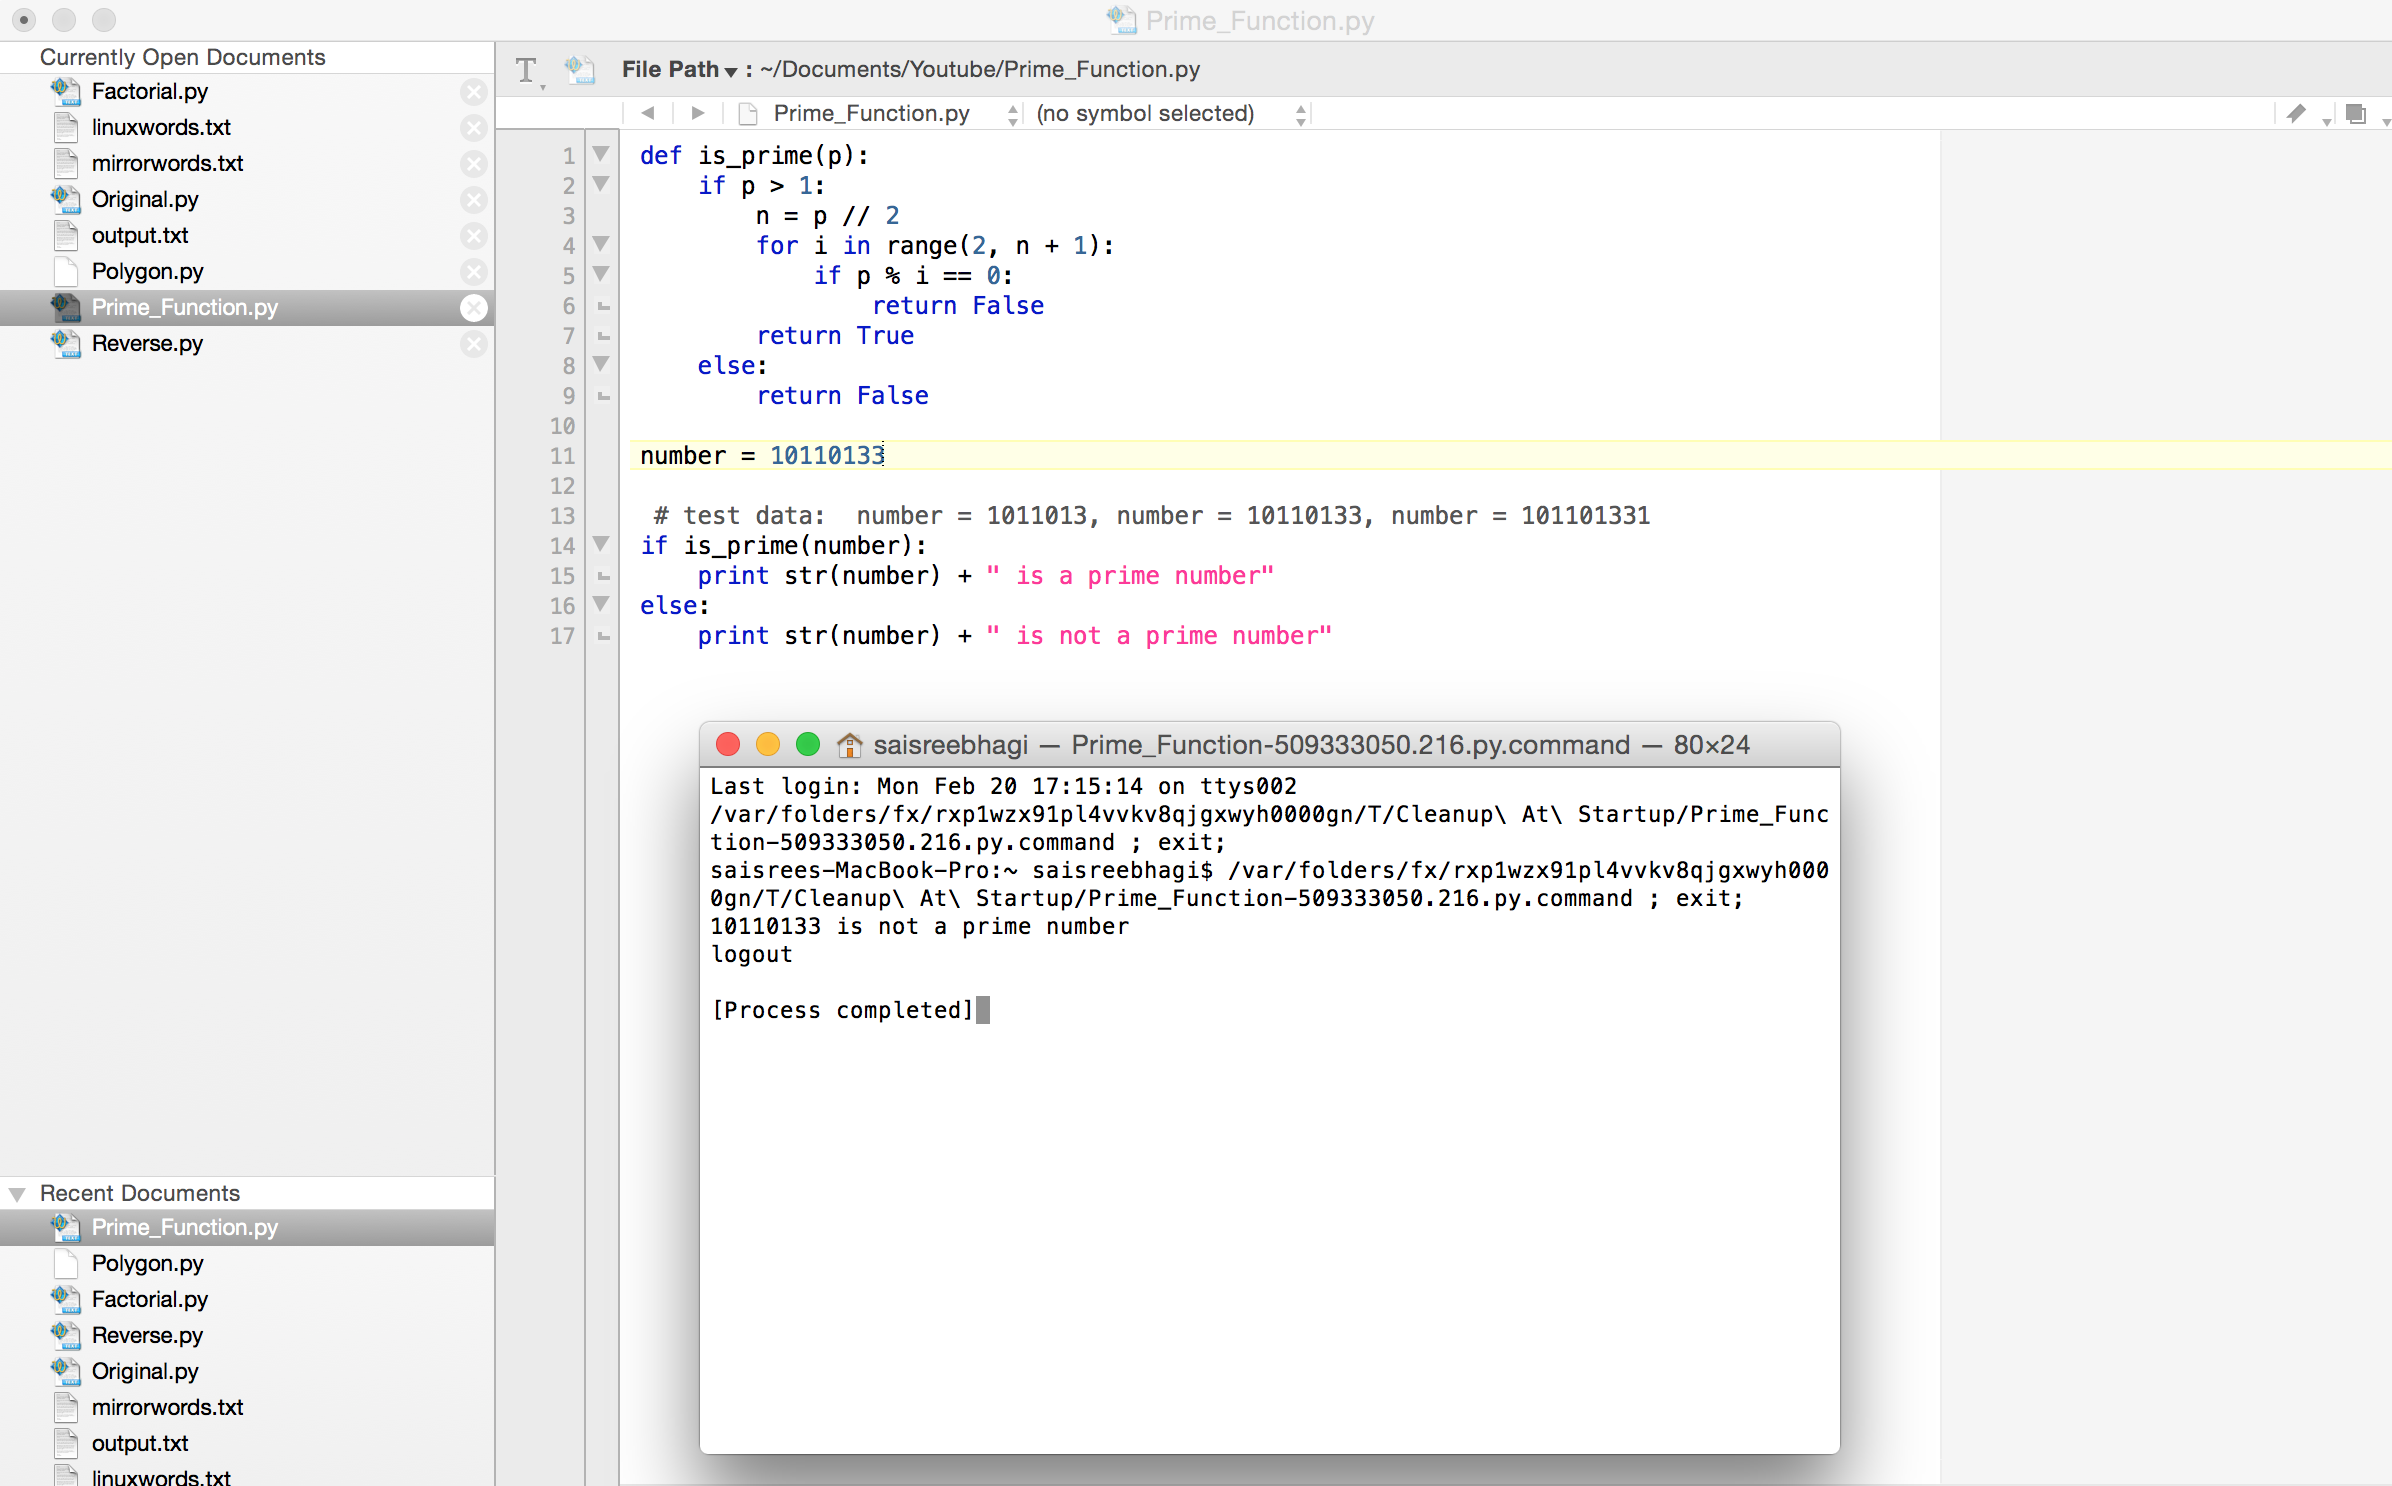 Prime_Function.py
Currently Open Documents
Factorial.py
linuxwords.txt
mirrorwords.txt
Original.py
output.txt
Polygon.py
Prime_Function.py
Reverse.py
Recent Documents
Prime_Function.py
Polygon.py
Factorial.py
Reverse.py
Original.py
mirrorwords.txt
output.txt
linuxwords.txt
T File Path : ~/Documents/Youtube/Prime_Function.py
Prime_Function.py (no symbol selected)
1 def is_prime(p):
2     if p > 1:
3         n = p // 2
4         for i in range(2, n + 1):
5             if p % i == 0:
6                 return False
7         return True
8     else:
9         return False
10
11 number = 10110133
12
13  # test data:  number = 1011013, number = 10110133, number = 101101331
14 if is_prime(number):
15     print str(number) + " is a prime number"
16 else:
17     print str(number) + " is not a prime number"
saisreebhagi — Prime_Function-509333050.216.py.command — 80×24
Last login: Mon Feb 20 17:15:14 on ttys002
/var/folders/fx/rxp1wzx91pl4vvkv8qjgxwyh0000gn/T/Cleanup\ At\ Startup/Prime_Func
tion-509333050.216.py.command ; exit;
saisrees-MacBook-Pro:~ saisreebhagi$ /var/folders/fx/rxp1wzx91pl4vvkv8qjgxwyh000
0gn/T/Cleanup\ At\ Startup/Prime_Function-509333050.216.py.command ; exit;
10110133 is not a prime number
logout
[Process completed]